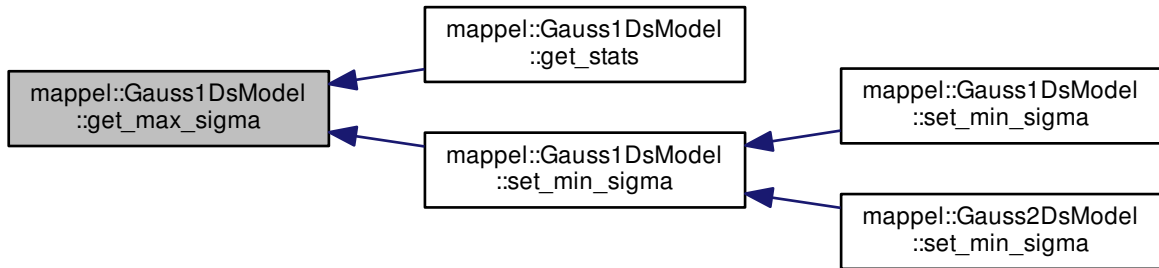 mappel::Gauss1DsModel
::get_max_sigma
mappel::Gauss1DsModel
::get_stats
mappel::Gauss1DsModel
::set_min_sigma
mappel::Gauss1DsModel
::set_min_sigma
mappel::Gauss2DsModel
::set_min_sigma